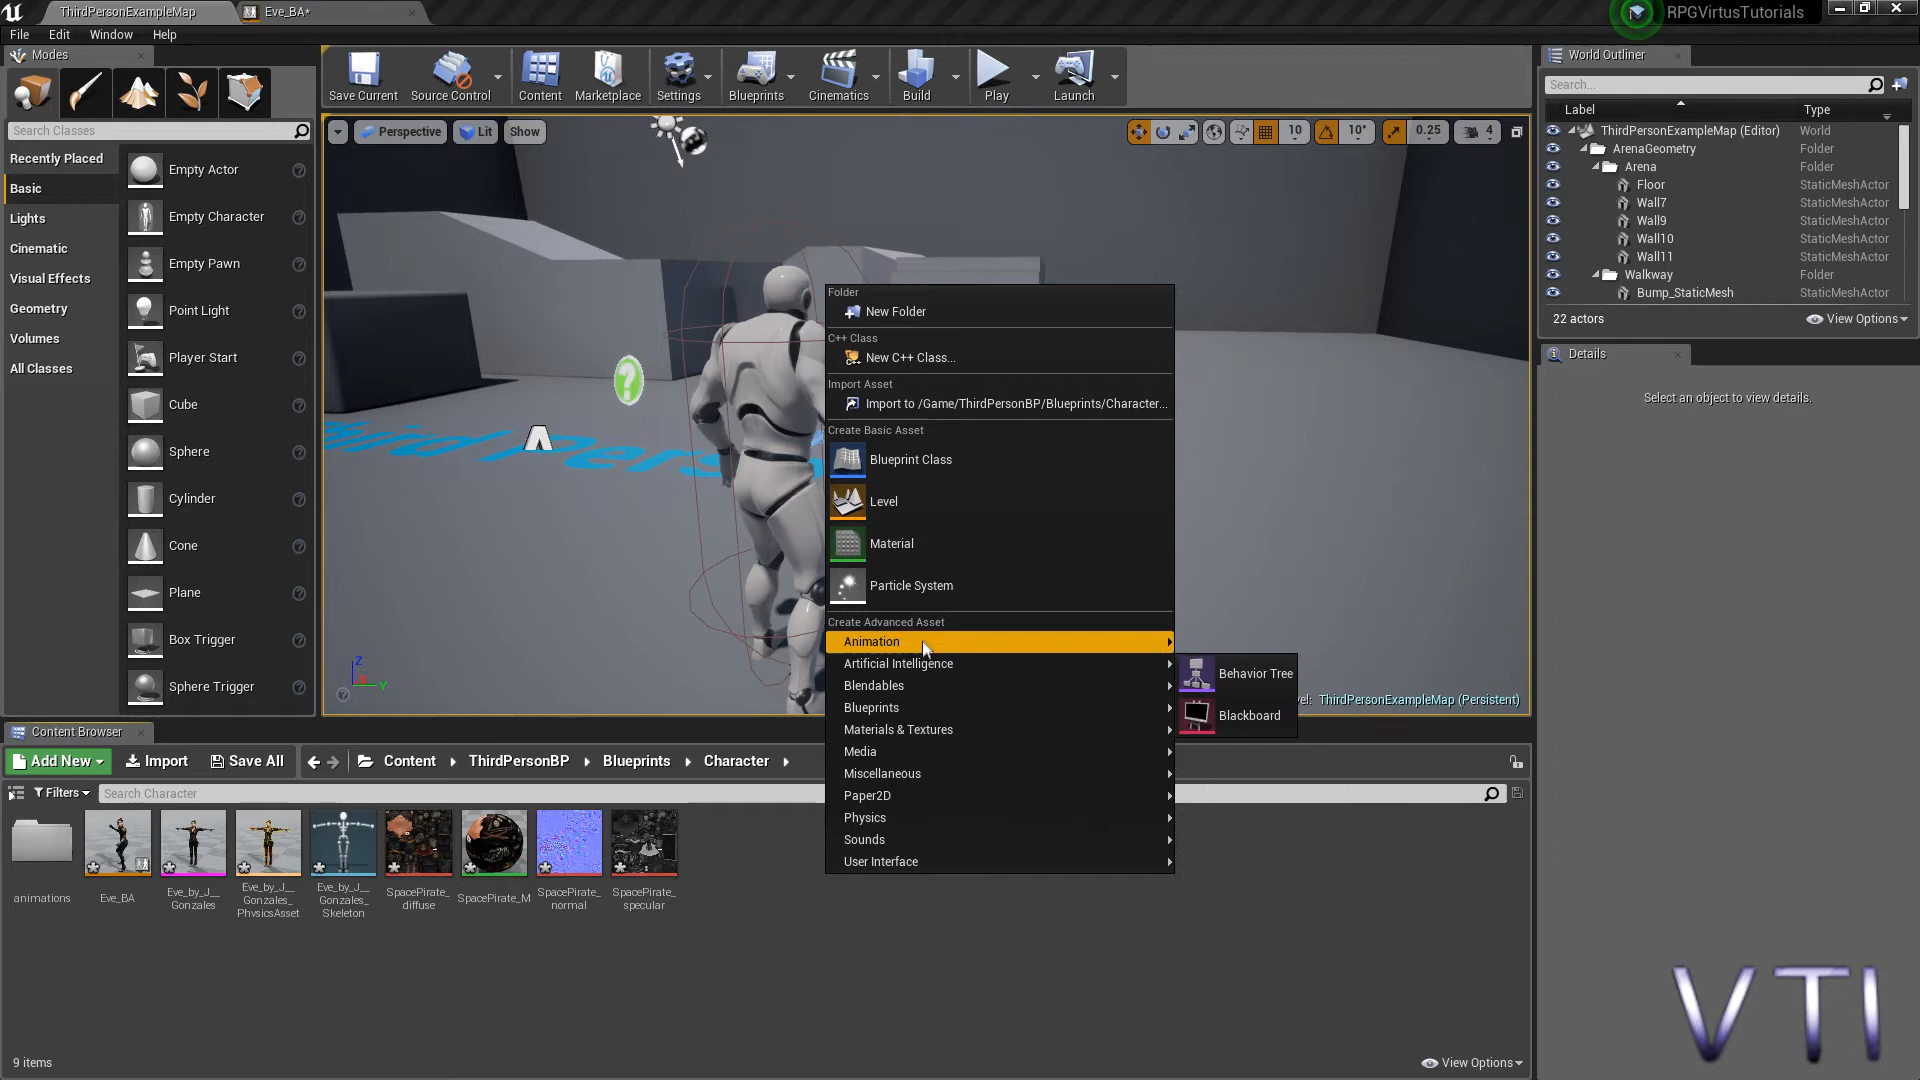 ThirdPersonExampleMap
Eve_BA*
RPGVirtusTutorials
File Edit Window Help
Modes
Search Classes
Recently Placed
Basic
Lights
Cinematic
Visual Effects
Geometry
Volumes
All Classes
Empty Actor
Empty Character
Empty Pawn
Point Light
Player Start
Cube
Sphere
Cylinder
Cone
Plane
Box Trigger
Sphere Trigger
Save Current
Source Control
Content
Marketplace
Settings
Blueprints
Cinematics
Build
Play
Launch
Perspective
Lit
Show
10
10°
0.25
4
Folder
New Folder
C++ Class
New C++ Class...
Import Asset
Import to /Game/ThirdPersonBP/Blueprints/Character...
Create Basic Asset
Blueprint Class
Level
Material
Particle System
Create Advanced Asset
Animation
Artificial Intelligence
Blendables
Blueprints
Materials & Textures
Media
Miscellaneous
Paper2D
Physics
Sounds
User Interface
Behavior Tree
Blackboard
ThirdPersonExampleMap (Persistent)
Z
Y
World Outliner
Search...
Label Type
ThirdPersonExampleMap (Editor) World
ArenaGeometry Folder
Arena Folder
Floor StaticMeshActor
Wall7 StaticMeshActor
Wall9 StaticMeshActor
Wall10 StaticMeshActor
Wall11 StaticMeshActor
Walkway Folder
Bump_StaticMesh StaticMeshActor
22 actors
View Options
Details
Select an object to view details.
Content Browser
Add New
Import
Save All
Content
ThirdPersonBP
Blueprints
Character
Filters
Search Character
animations
Eve_BA
Eve_by_J__
Gonzales
Eve_by_J__
Gonzales_
PhysicsAsset
Eve_by_J__
Gonzales_
Skeleton
SpacePirate_
diffuse
SpacePirate_M
SpacePirate_
normal
SpacePirate_
specular
9 items
View Options
VTI